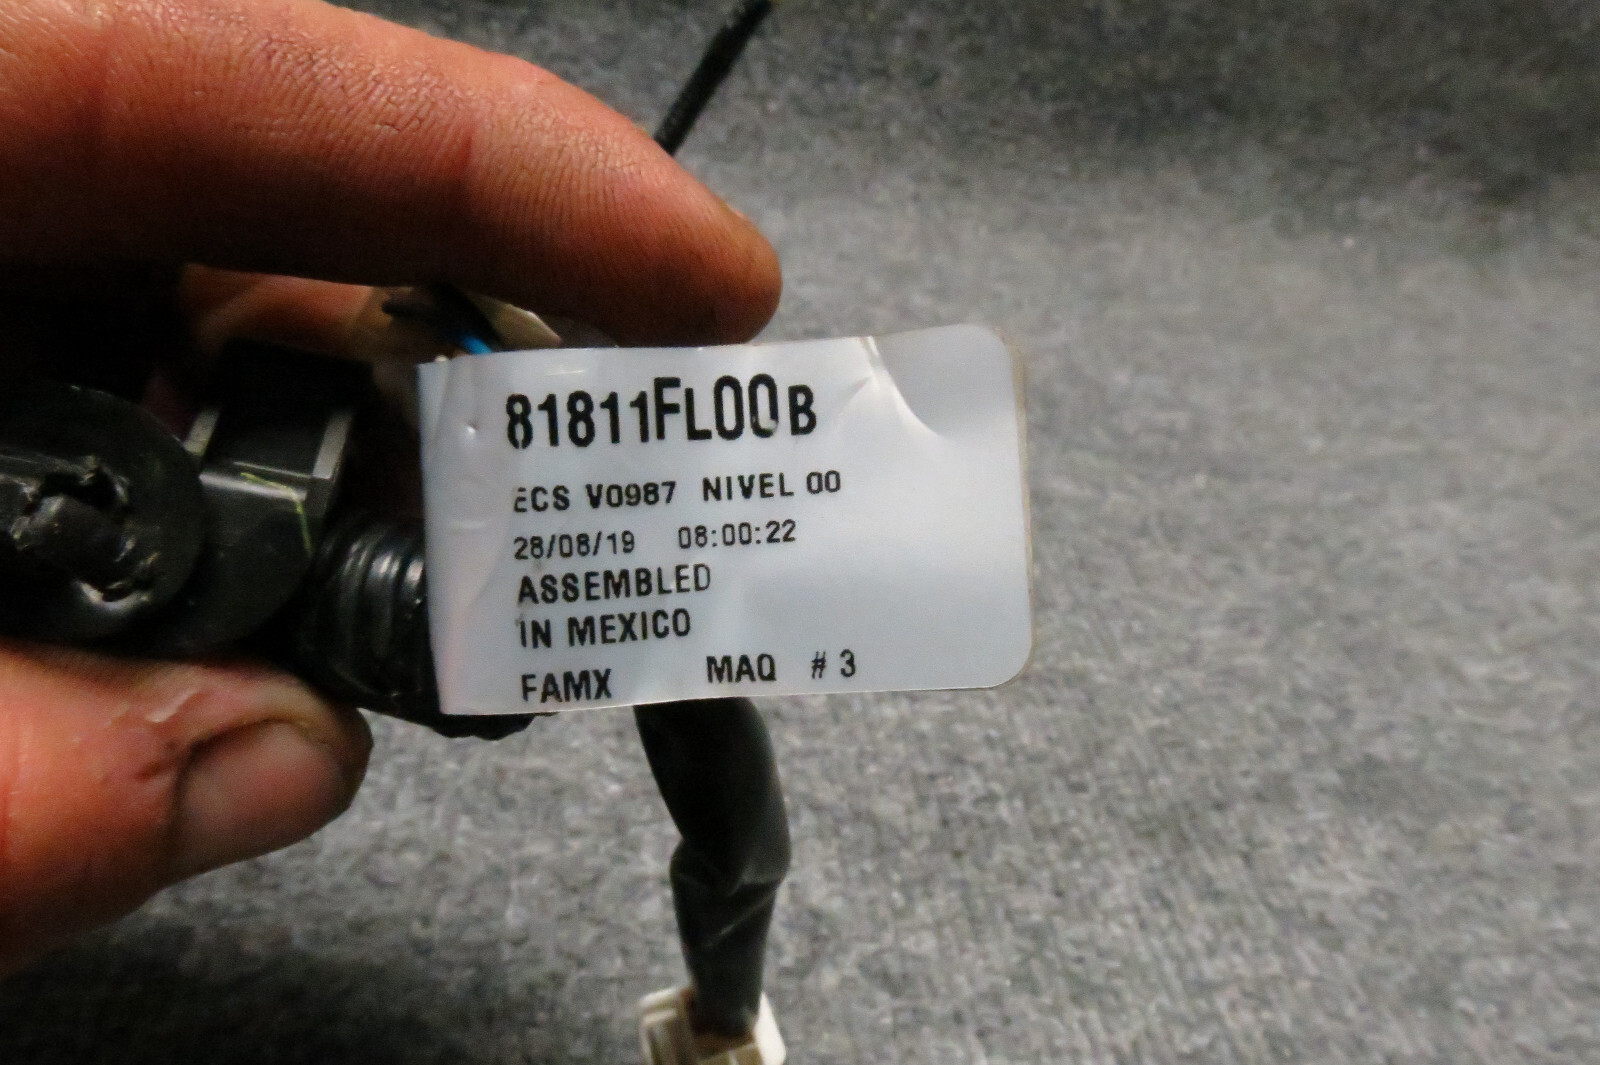 81811FL00B
ECS V0987 NIVEL 00
28/08/19 08:00:22
ASSEMBLED
IN MEXICO
FAMX MAQ # 3